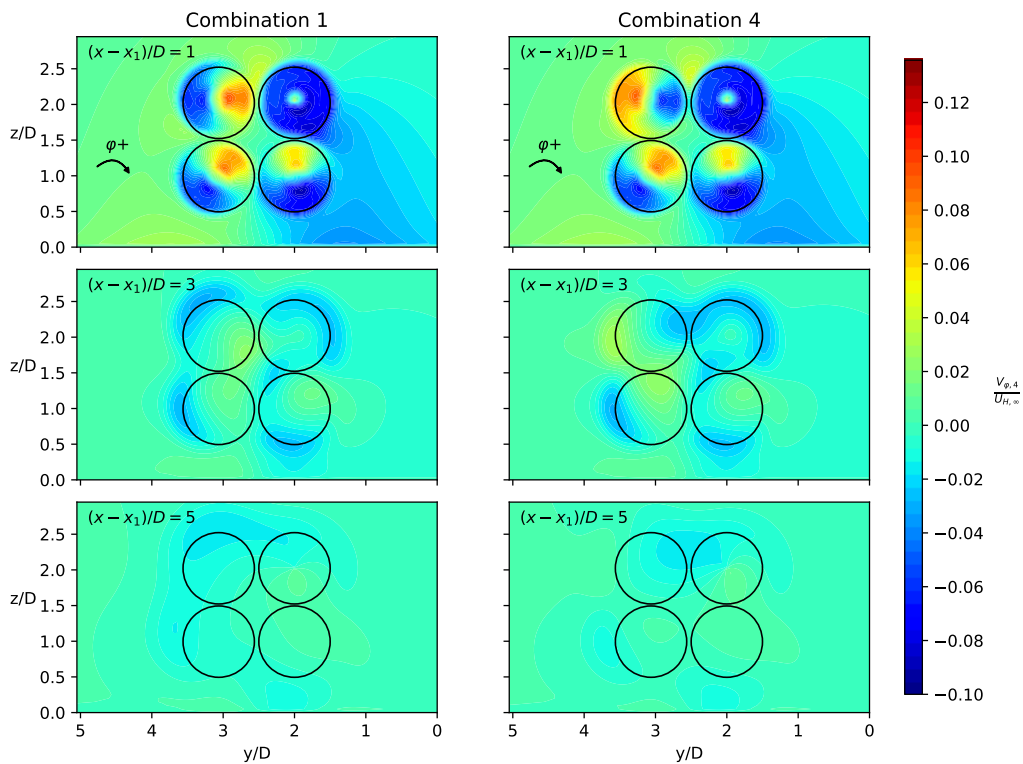 Combination 1
Combination 4
(x − x₁)/D = 1
(x − x₁)/D = 1
2.5
2.0
z/D
1.5
φ+
φ+
1.0
0.5
0.0
(x − x₁)/D = 3
(x − x₁)/D = 3
2.5
2.0
z/D
1.5
1.0
0.5
0.0
(x − x₁)/D = 5
(x − x₁)/D = 5
2.5
2.0
z/D
1.5
1.0
0.5
0.0
5 4 3 2 1 0
5 4 3 2 1 0
y/D
y/D
0.12
0.10
0.08
0.06
0.04
0.02
0.00
−0.02
−0.04
−0.06
−0.08
−0.10
V_{φ,4}
U_{H,∞}